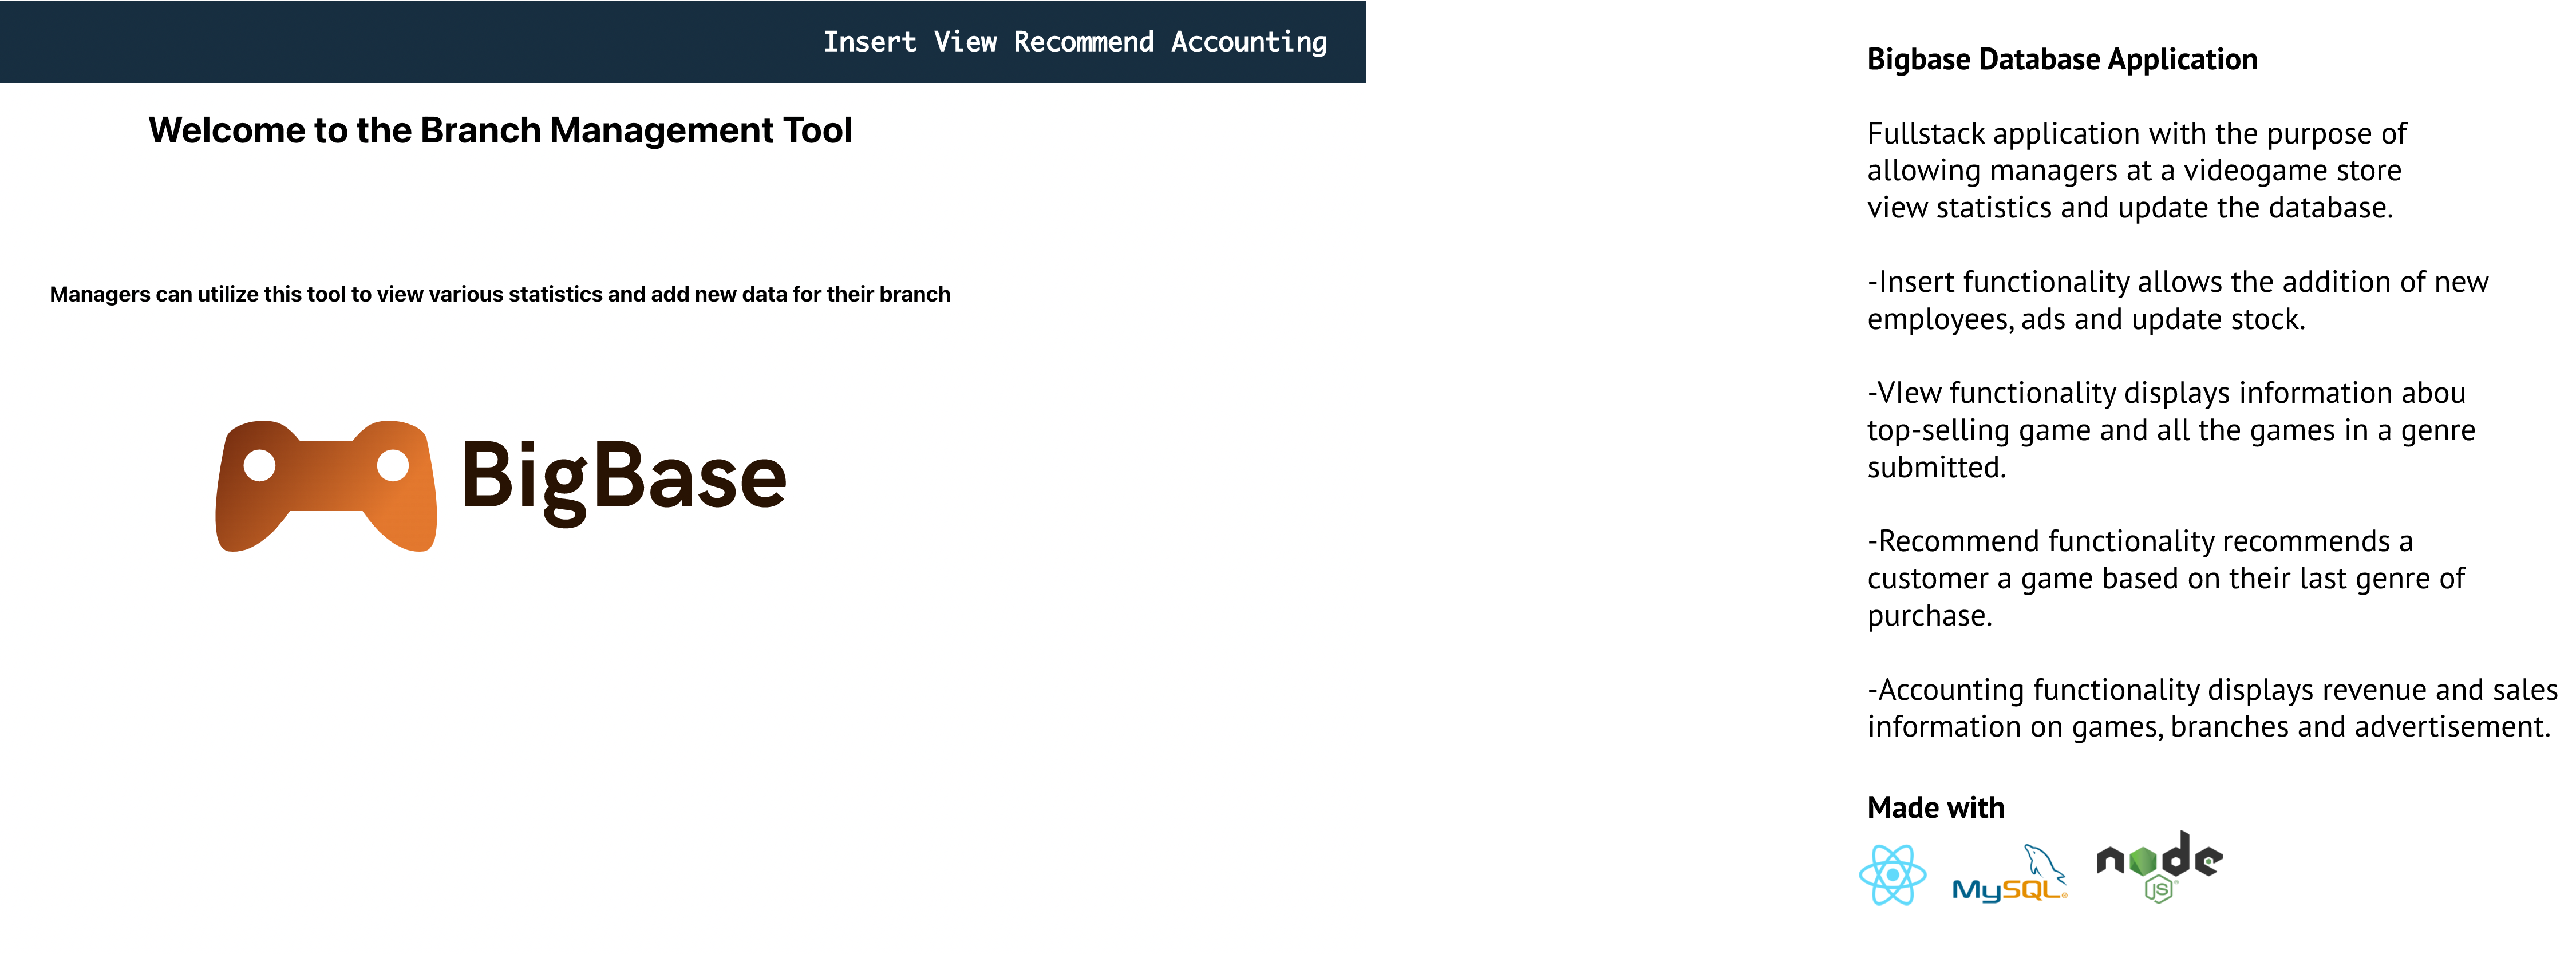 Insert View Recommend Accounting
Welcome to the Branch Management Tool
Managers can utilize this tool to view various statistics and add new data for their branch
BigBase
Bigbase Database Application
Fullstack application with the purpose of
allowing managers at a videogame store
view statistics and update the database.
-Insert functionality allows the addition of new
employees, ads and update stock.
-VIew functionality displays information abou
top-selling game and all the games in a genre
submitted.
-Recommend functionality recommends a
customer a game based on their last genre of
purchase.
-Accounting functionality displays revenue and sales
information on games, branches and advertisement.
Made with
MySQL®
node
JS®